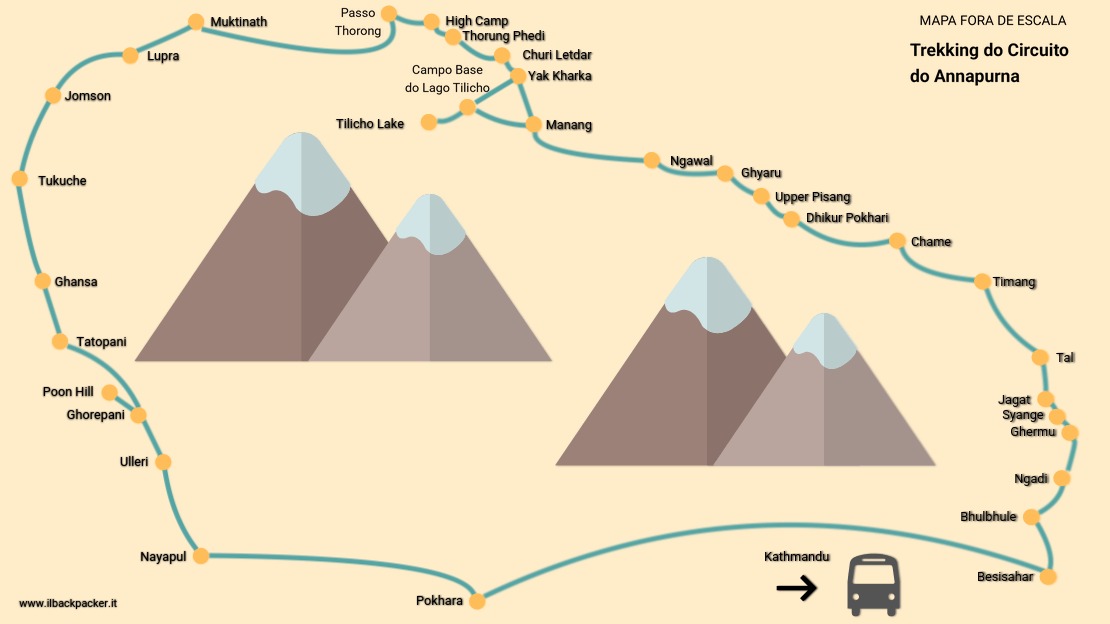 MAPA FORA DE ESCALA
Trekking do Circuito
do Annapurna
Passo
Thorong
High Camp
Thorung Phedi
Churi Letdar
Yak Kharka
Campo Base
do Lago Tilicho
Tilicho Lake
Manang
Ngawal
Ghyaru
Upper Pisang
Dhikur Pokhari
Chame
Timang
Tal
Jagat
Syange
Ghermu
Ngadi
Bhulbhule
Besisahar
Kathmandu
Pokhara
Nayapul
Ulleri
Ghorepani
Poon Hill
Tatopani
Ghansa
Tukuche
Jomson
Lupra
Muktinath
www.ilbackpacker.it